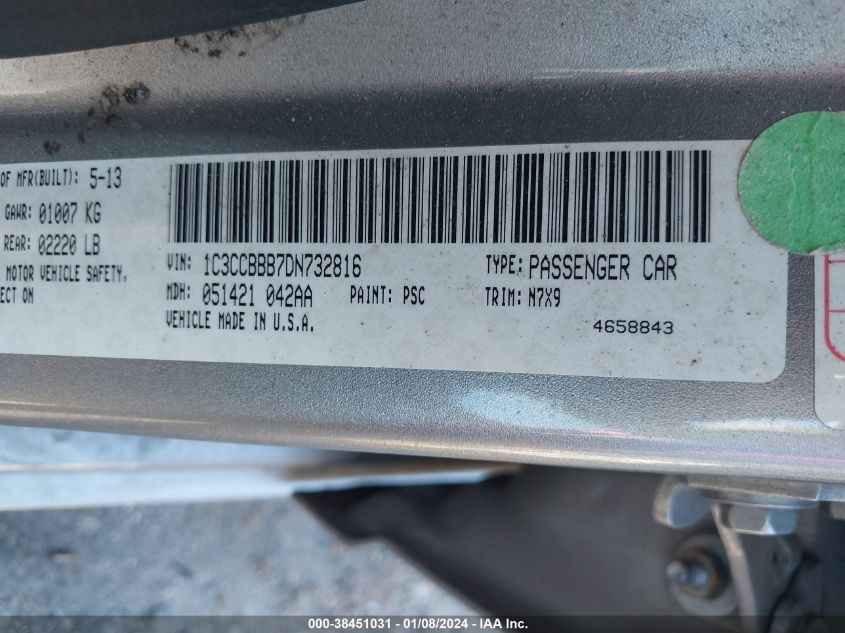 OF MFR(BUILT): 5-13
GAWR: 01007 KG
REAR: 02220 LB
MOTOR VEHICLE SAFETY,
ECT ON
VIN: 1C3CCBBB7DN732816
TYPE: PASSENGER CAR
MDH: 051421 042AA PAINT: PSC
TRIM: N7X9
VEHICLE MADE IN U.S.A.
4658843
000-38451031 - 01/08/2024 - IAA Inc.